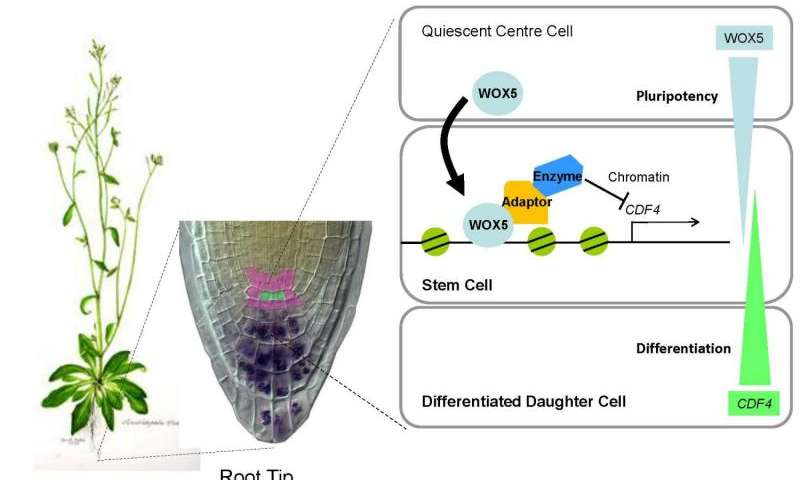 Quiescent Centre Cell
WOX5
WOX5
Pluripotency
Enzyme
Chromatin
Adaptor
CDF4
WOX5
Stem Cell
Differentiation
Differentiated Daughter Cell
CDF4
Root Tip